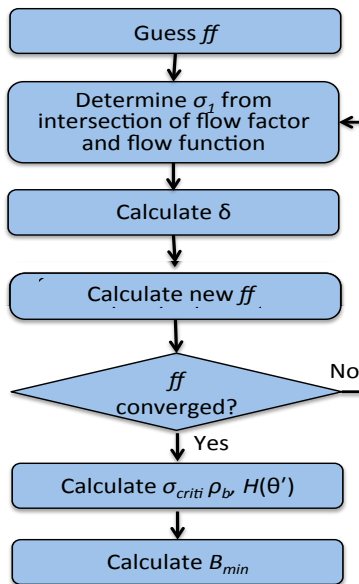 Guess ff
Determine σ₁ from
intersection of flow factor
and flow function
Calculate δ
Calculate new ff
ff
converged?
No
Yes
Calculate σcriti ρb, H(θ')
Calculate Bmin